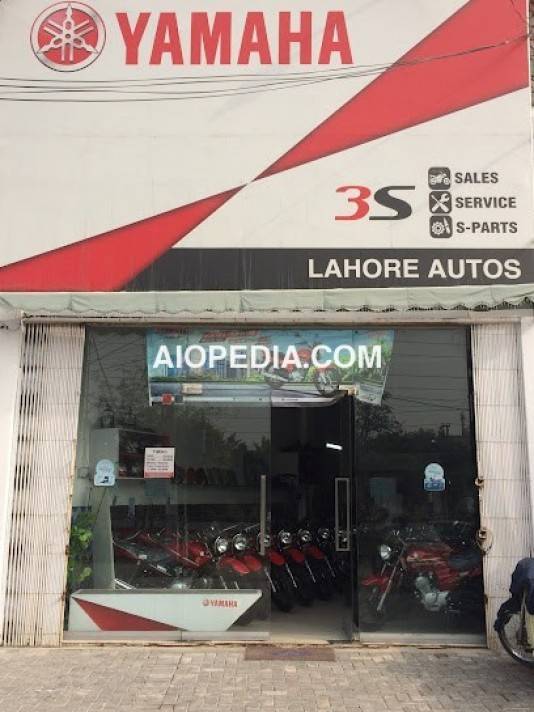 YAMAHA
3S
SALES
SERVICE
S-PARTS
LAHORE AUTOS
AIOPEDIA.COM
YAMAHA